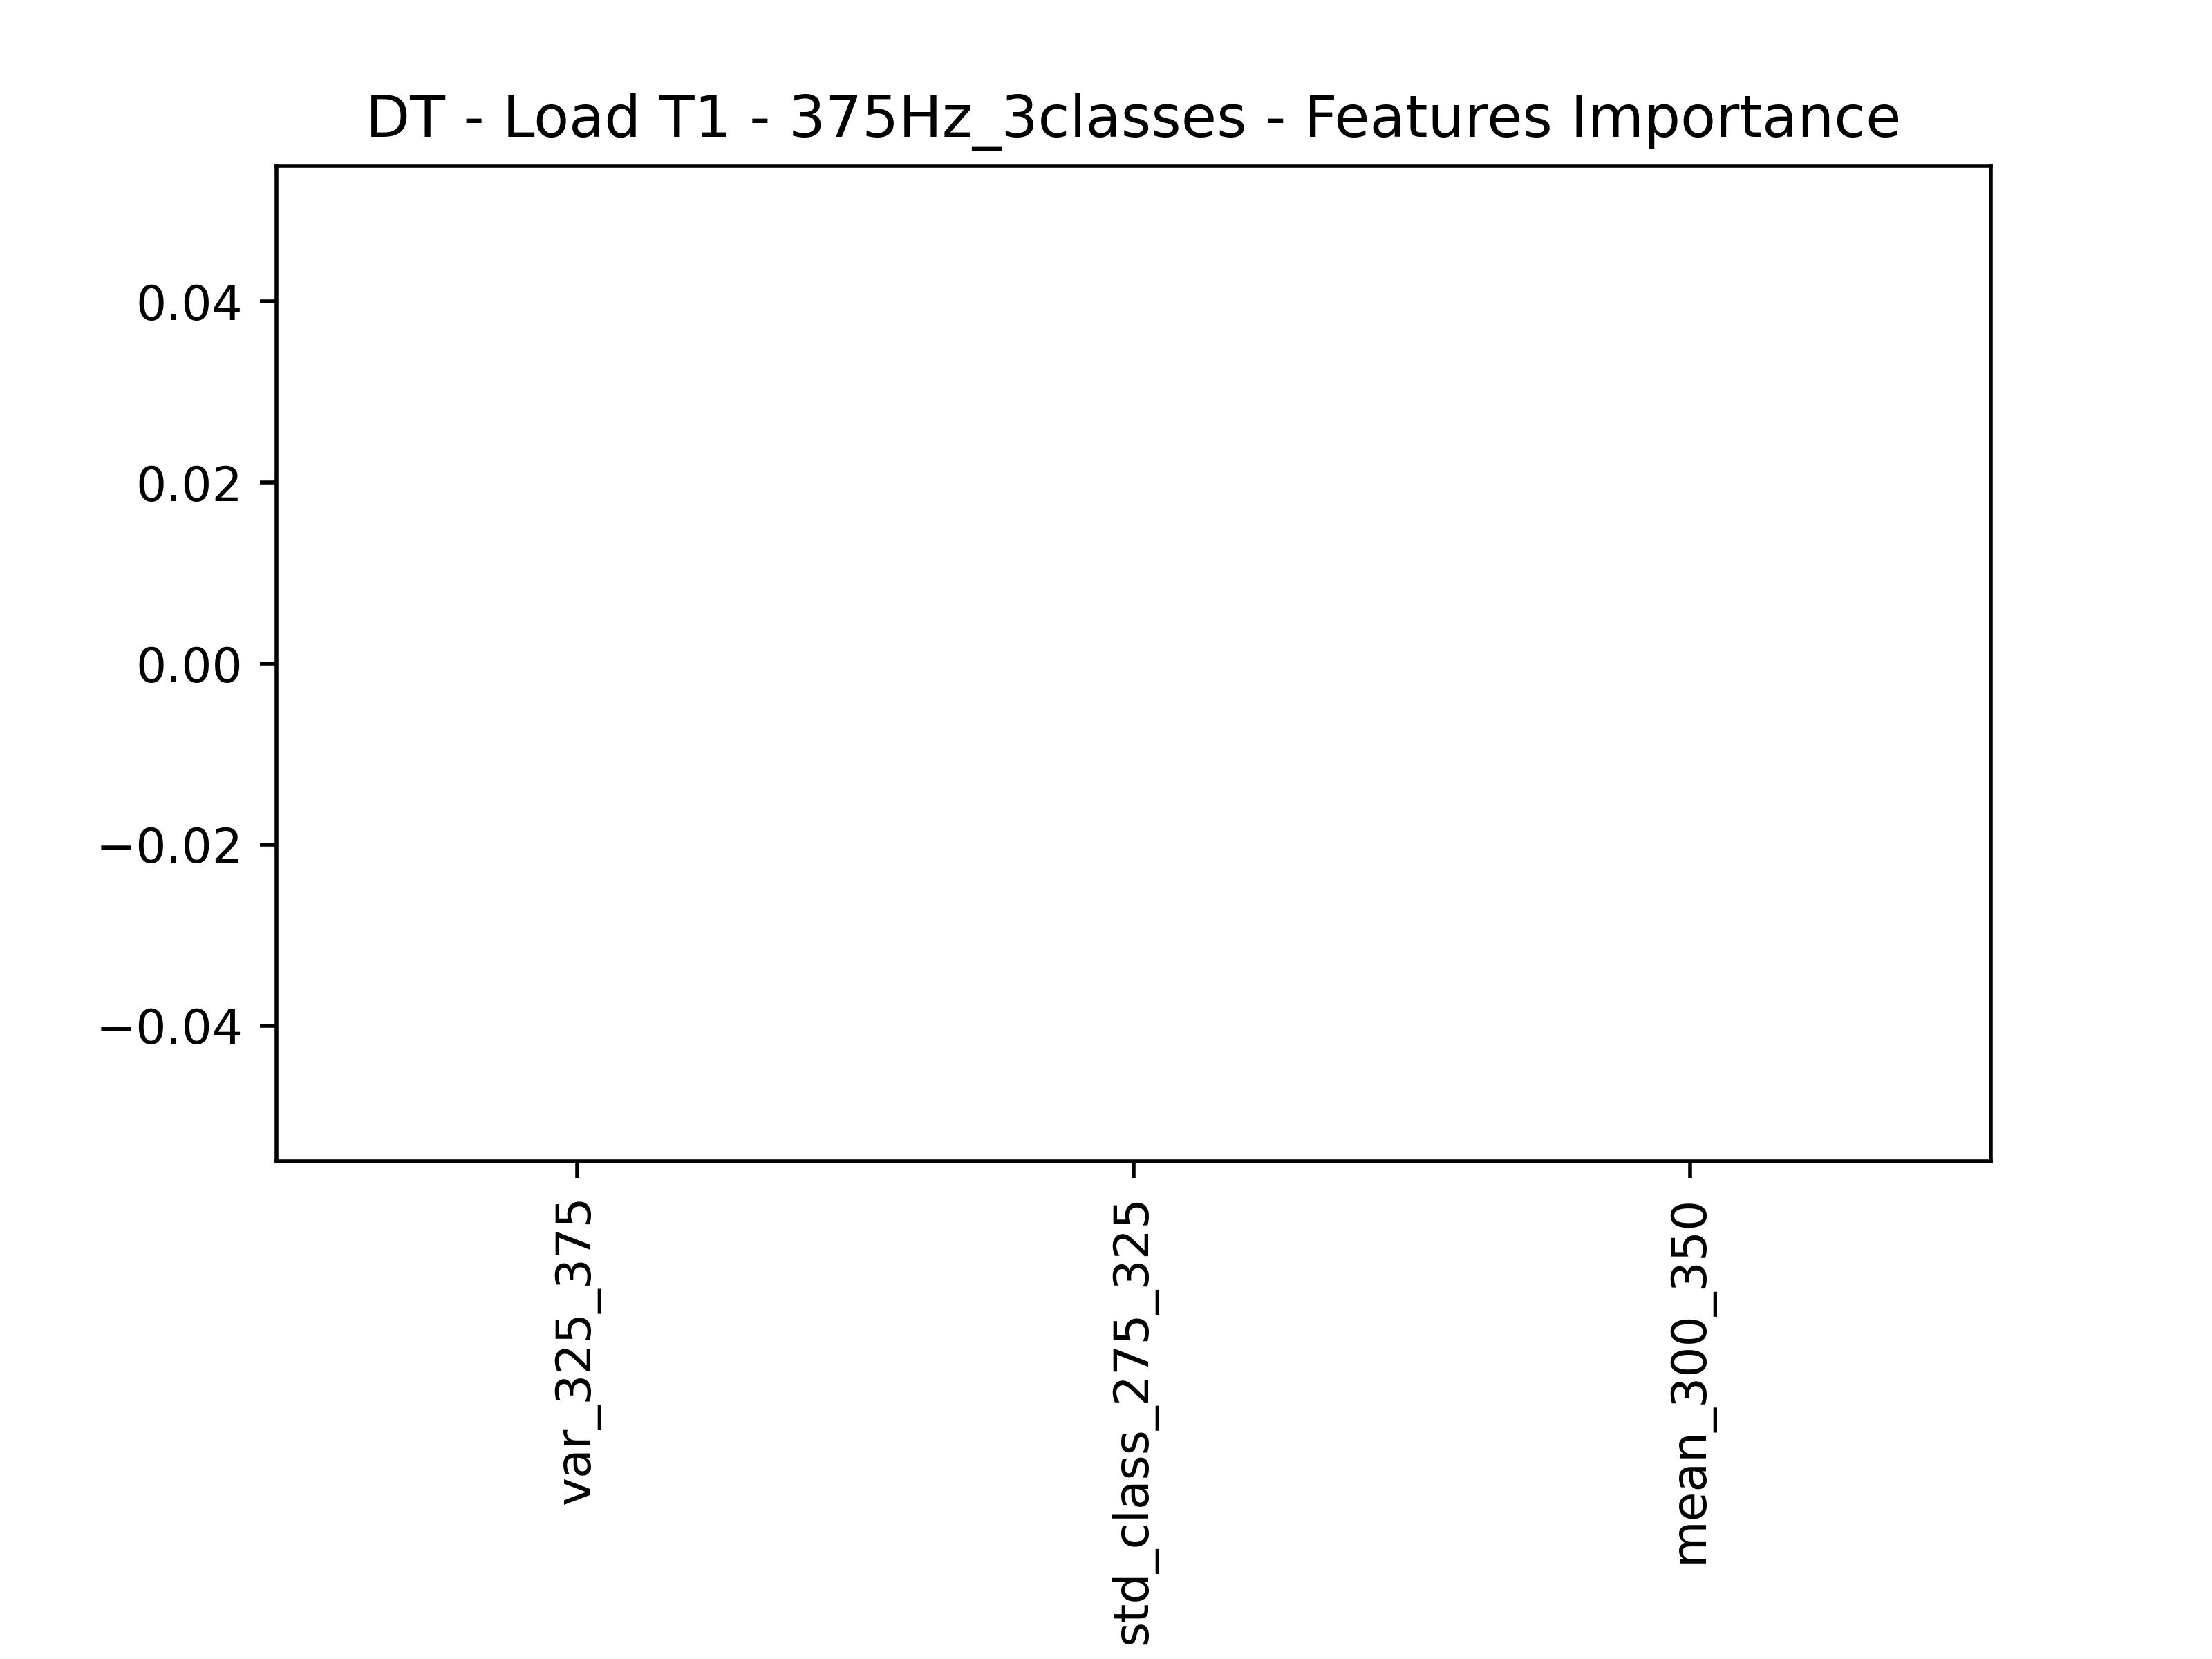 DT - Load T1 - 375Hz_3classes - Features Importance
0.04
0.02
0.00
−0.02
−0.04
var_325_375
std_class_275_325
mean_300_350